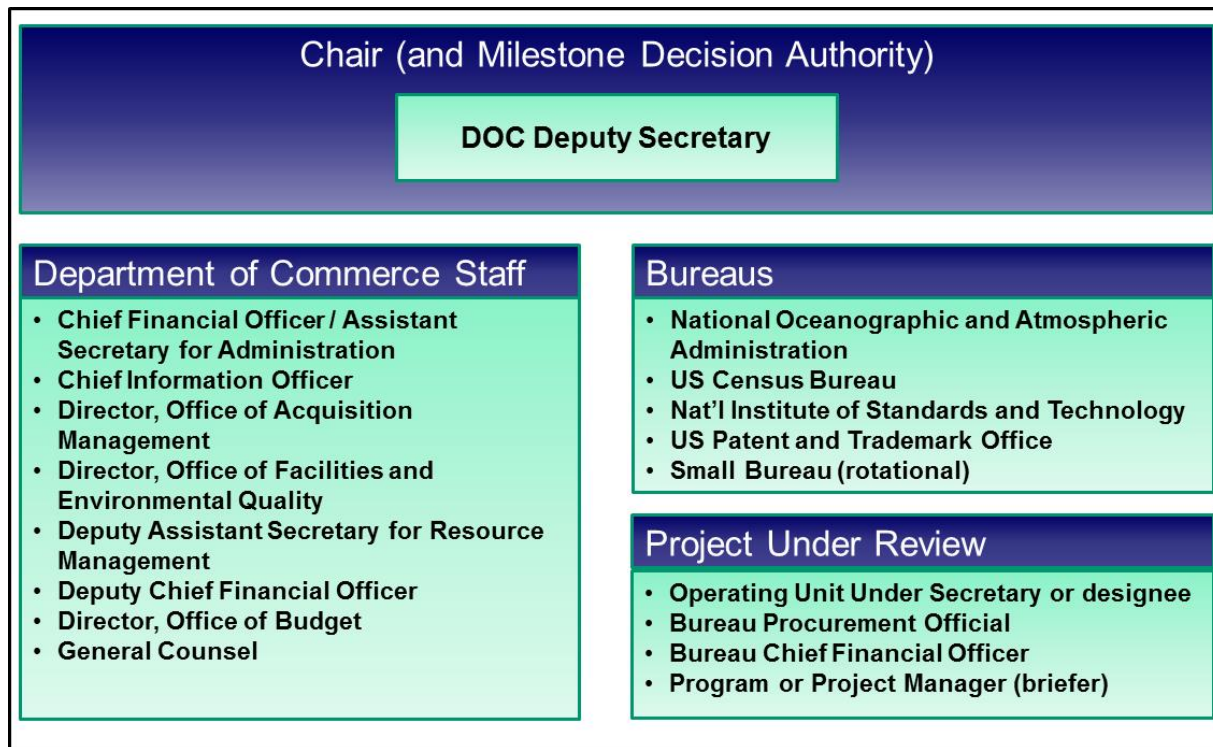 Chair (and Milestone Decision Authority)
DOC Deputy Secretary
Department of Commerce Staff
• Chief Financial Officer / Assistant
Secretary for Administration
• Chief Information Officer
• Director, Office of Acquisition
Management
• Director, Office of Facilities and
Environmental Quality
• Deputy Assistant Secretary for Resource
Management
• Deputy Chief Financial Officer
• Director, Office of Budget
• General Counsel
Bureaus
• National Oceanographic and Atmospheric
Administration
• US Census Bureau
• Nat’l Institute of Standards and Technology
• US Patent and Trademark Office
• Small Bureau (rotational)
Project Under Review
• Operating Unit Under Secretary or designee
• Bureau Procurement Official
• Bureau Chief Financial Officer
• Program or Project Manager (briefer)